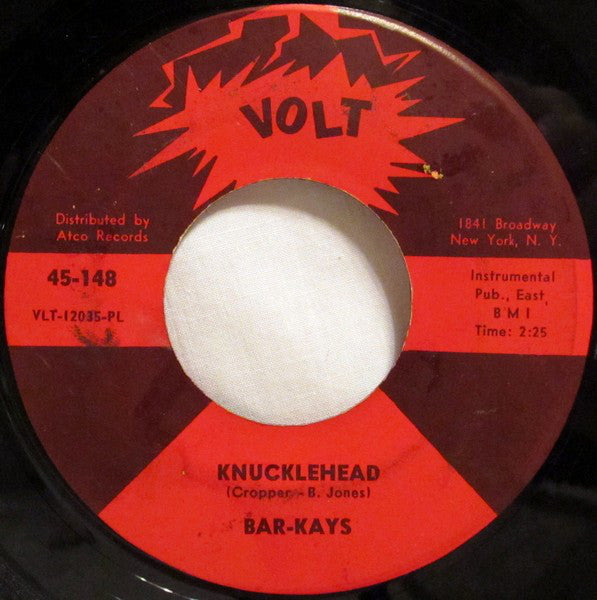 VOLT
Distributed by
Atco Records
1841 Broadway
New York, N. Y.
45-148
VLT-12035-PL
Instrumental
Pub., East
BMI
Time: 2:25
KNUCKLEHEAD
(Cropper - B. Jones)
BAR-KAYS